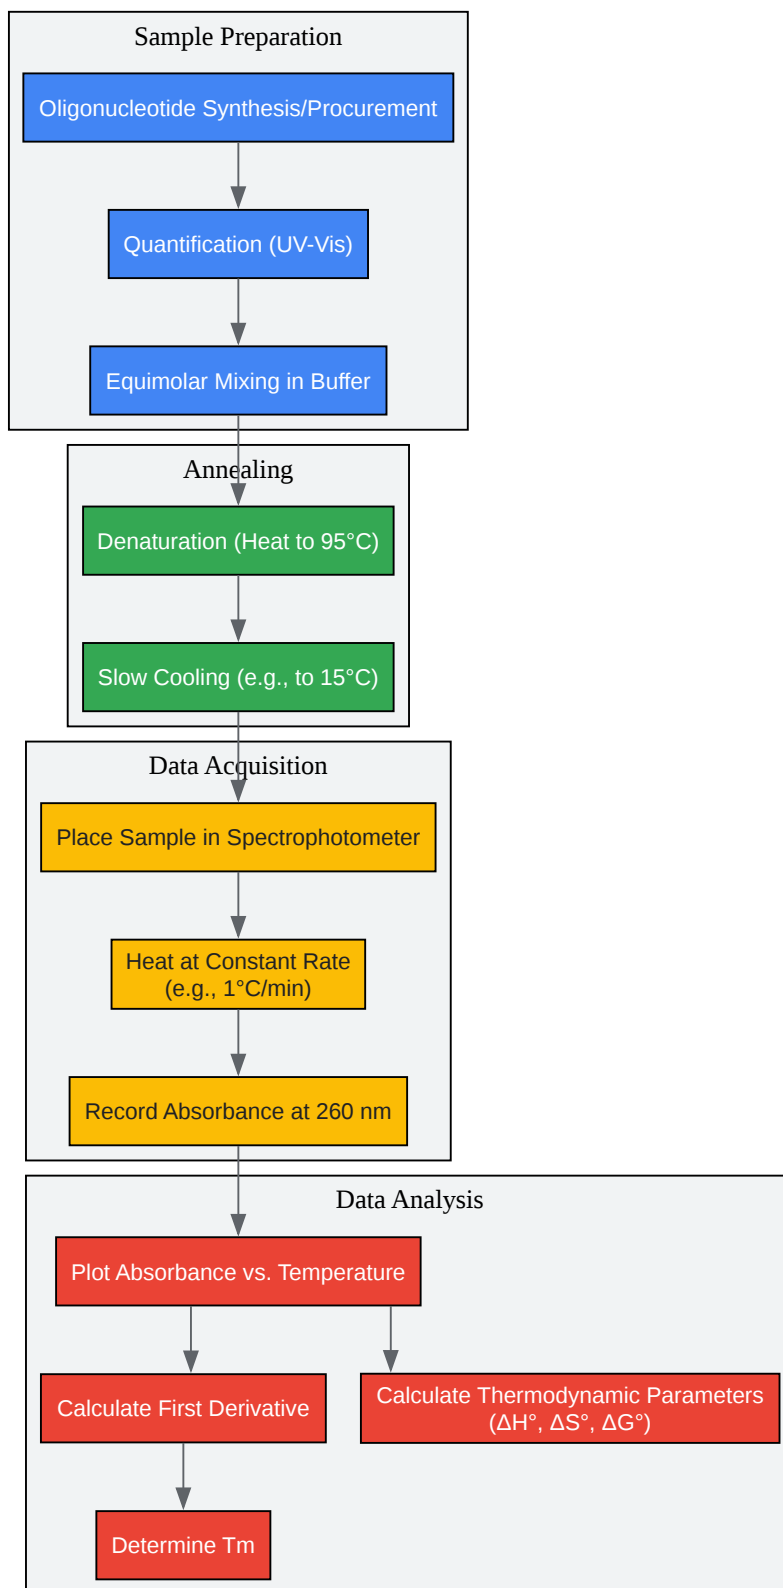 Sample Preparation
Oligonucleotide Synthesis/Procurement
Quantification (UV-Vis)
Equimolar Mixing in Buffer
Annealing
Denaturation (Heat to 95°C)
Slow Cooling (e.g., to 15°C)
Data Acquisition
Place Sample in Spectrophotometer
Heat at Constant Rate
(e.g., 1°C/min)
Record Absorbance at 260 nm
Data Analysis
Plot Absorbance vs. Temperature
Calculate First Derivative
Calculate Thermodynamic Parameters
(ΔH°, ΔS°, ΔG°)
Determine Tm